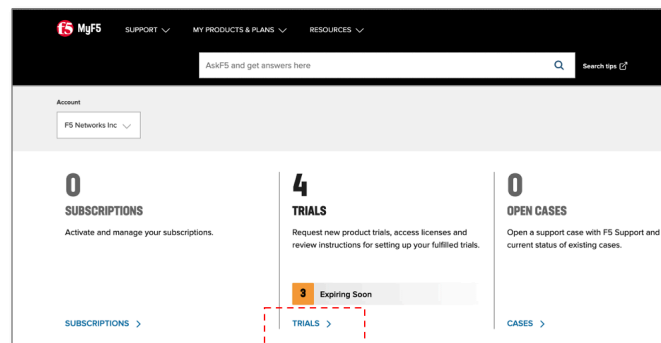 f5 MyF5 SUPPORT MY PRODUCTS & PLANS RESOURCES
AskF5 and get answers here
Search tips
Account
F5 Networks Inc
0
SUBSCRIPTIONS
Activate and manage your subscriptions.
SUBSCRIPTIONS >
4
TRIALS
Request new product trials, access licenses and
review instructions for setting up your fulfilled trials.
3 Expiring Soon
TRIALS >
0
OPEN CASES
Open a support case with F5 Support and
current status of existing cases.
CASES >